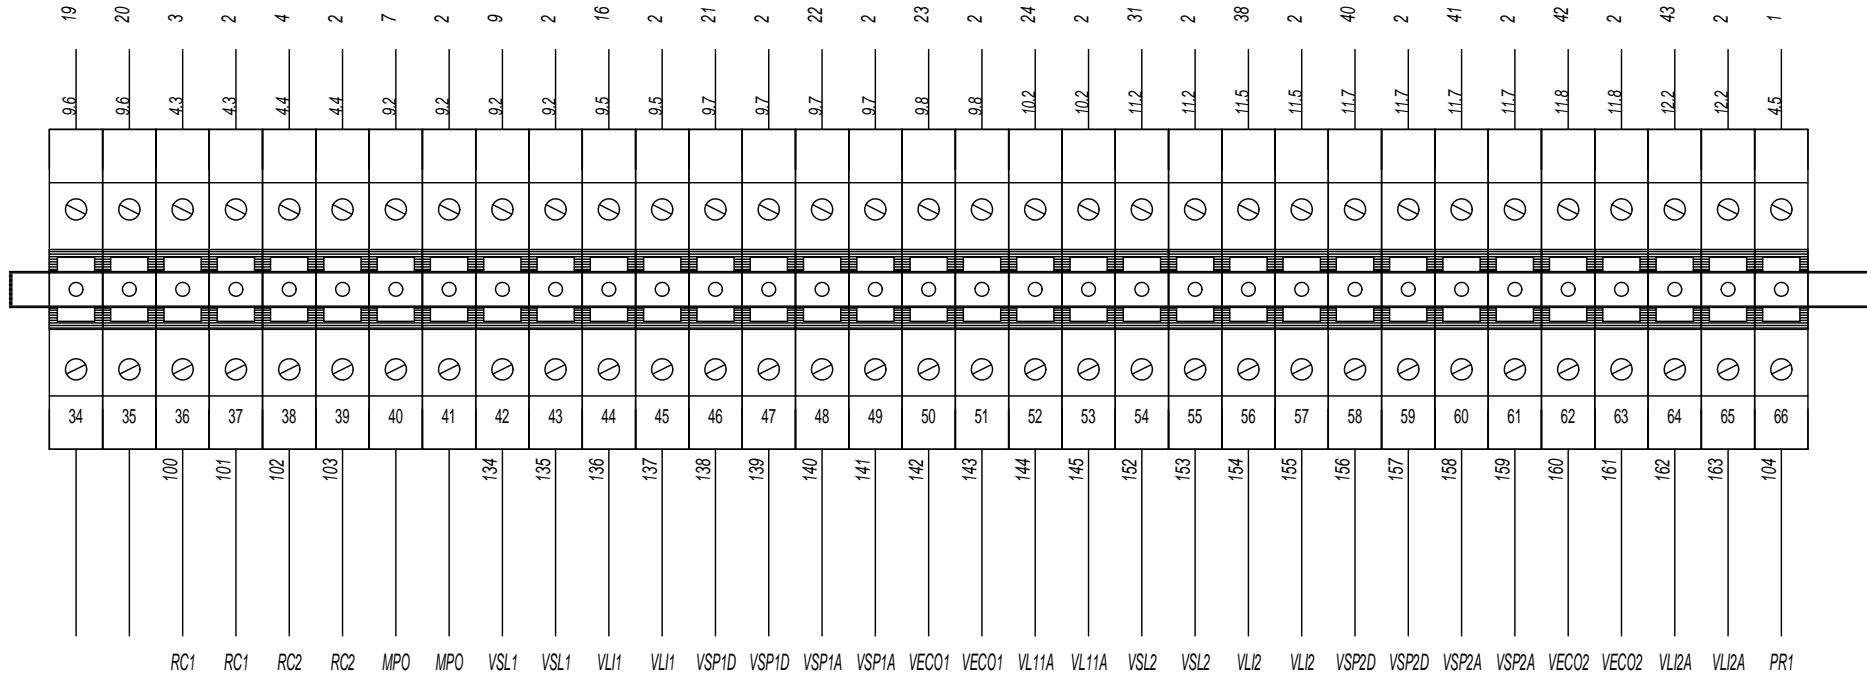 19 20 3 2 4 2 7 2 9 2 16 2 21 2 22 2 23 2 24 2 31 2 38 2 40 2 41 2 42 2 43 2 1
9.6 9.6 4.3 4.3 4.4 4.4 9.2 9.2 9.2 9.2 9.5 9.5 9.7 9.7 9.7 9.7 9.8 9.8 10.2 10.2 11.2 11.2 11.5 11.5 11.7 11.7 11.7 11.7 11.8 11.8 12.2 12.2 4.5
34 35 36 37 38 39 40 41 42 43 44 45 46 47 48 49 50 51 52 53 54 55 56 57 58 59 60 61 62 63 64 65 66
100 101 102 103 134 135 136 137 138 139 140 141 142 143 144 145 152 153 154 155 156 157 158 159 160 161 162 163 104
RC1 RC1 RC2 RC2 MPO MPO VSL1 VSL1 VLI1 VLI1 VSP1D VSP1D VSP1A VSP1A VECO1 VECO1 VL11A VL11A VSL2 VSL2 VLI2 VLI2 VSP2D VSP2D VSP2A VSP2A VECO2 VECO2 VLI2A VLI2A PR1